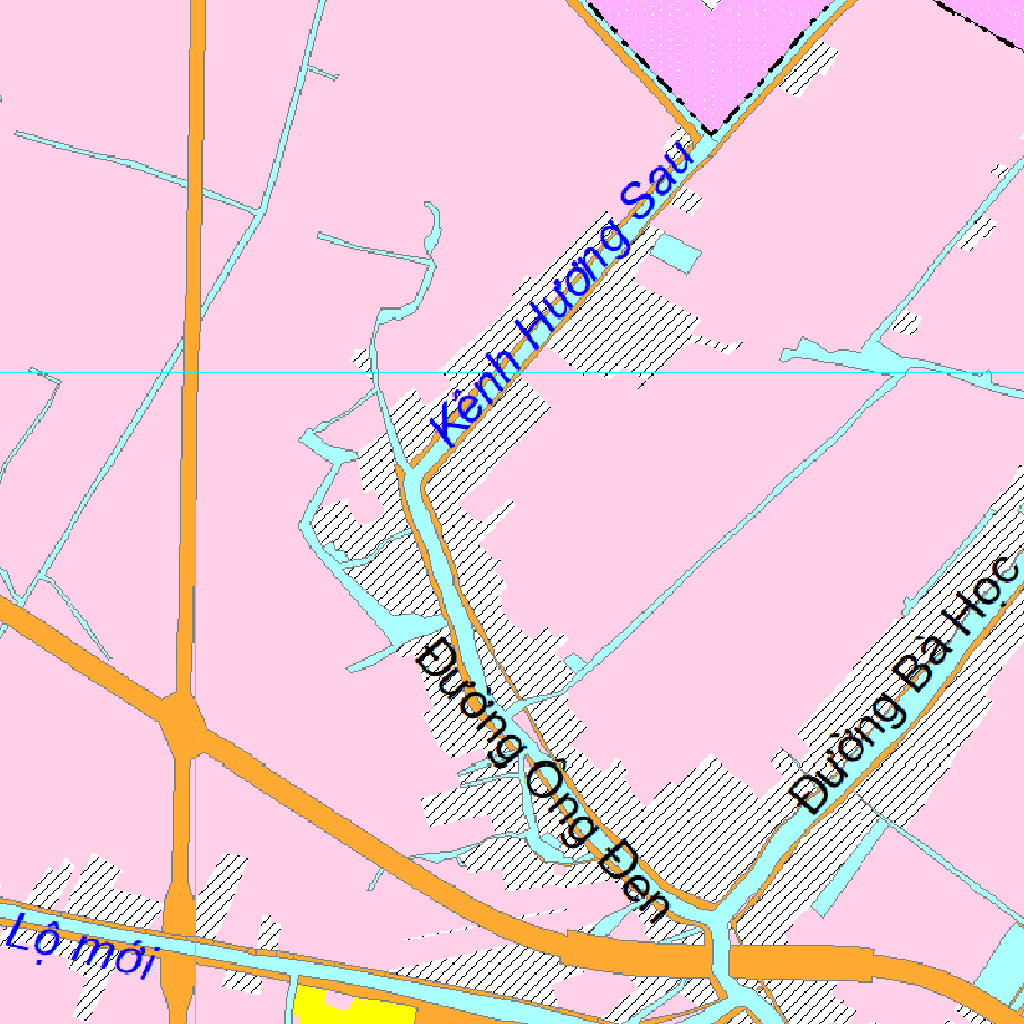 Kênh Hương Sau
Đường Bà Học
Đường Ông Đen
Lộ mới